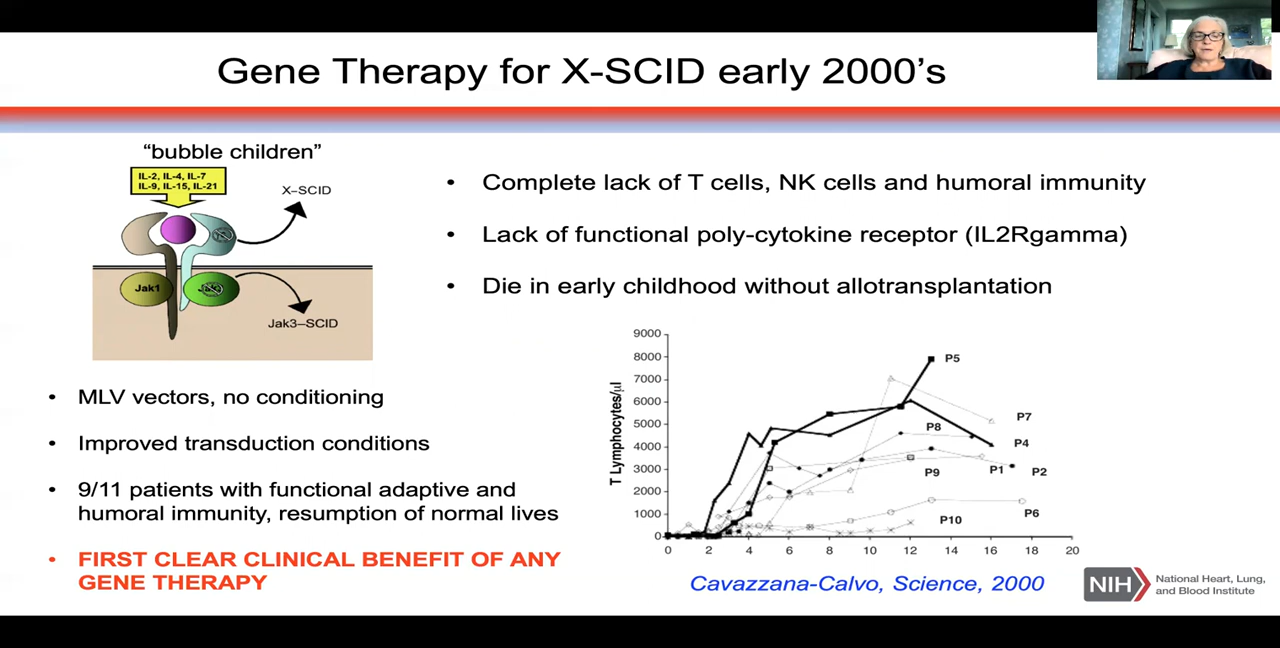 Gene Therapy for X-SCID early 2000's
"bubble children"
IL-2, IL-4, IL-7
IL-9, IL-15, IL-21
X–SCID
Jak1
Jak3–SCID
• Complete lack of T cells, NK cells and humoral immunity
• Lack of functional poly-cytokine receptor (IL2Rgamma)
• Die in early childhood without allotransplantation
• MLV vectors, no conditioning
• Improved transduction conditions
• 9/11 patients with functional adaptive and
humoral immunity, resumption of normal lives
• FIRST CLEAR CLINICAL BENEFIT OF ANY
GENE THERAPY
T Lymphocytes/µl
9000
8000
7000
6000
5000
4000
3000
2000
1000
0
0 2 4 6 8 10 12 14 16 18 20
P5
P7
P8
P4
P9
P1
P2
P6
P10
Cavazzana-Calvo, Science, 2000
NIH
National Heart, Lung,
and Blood Institute